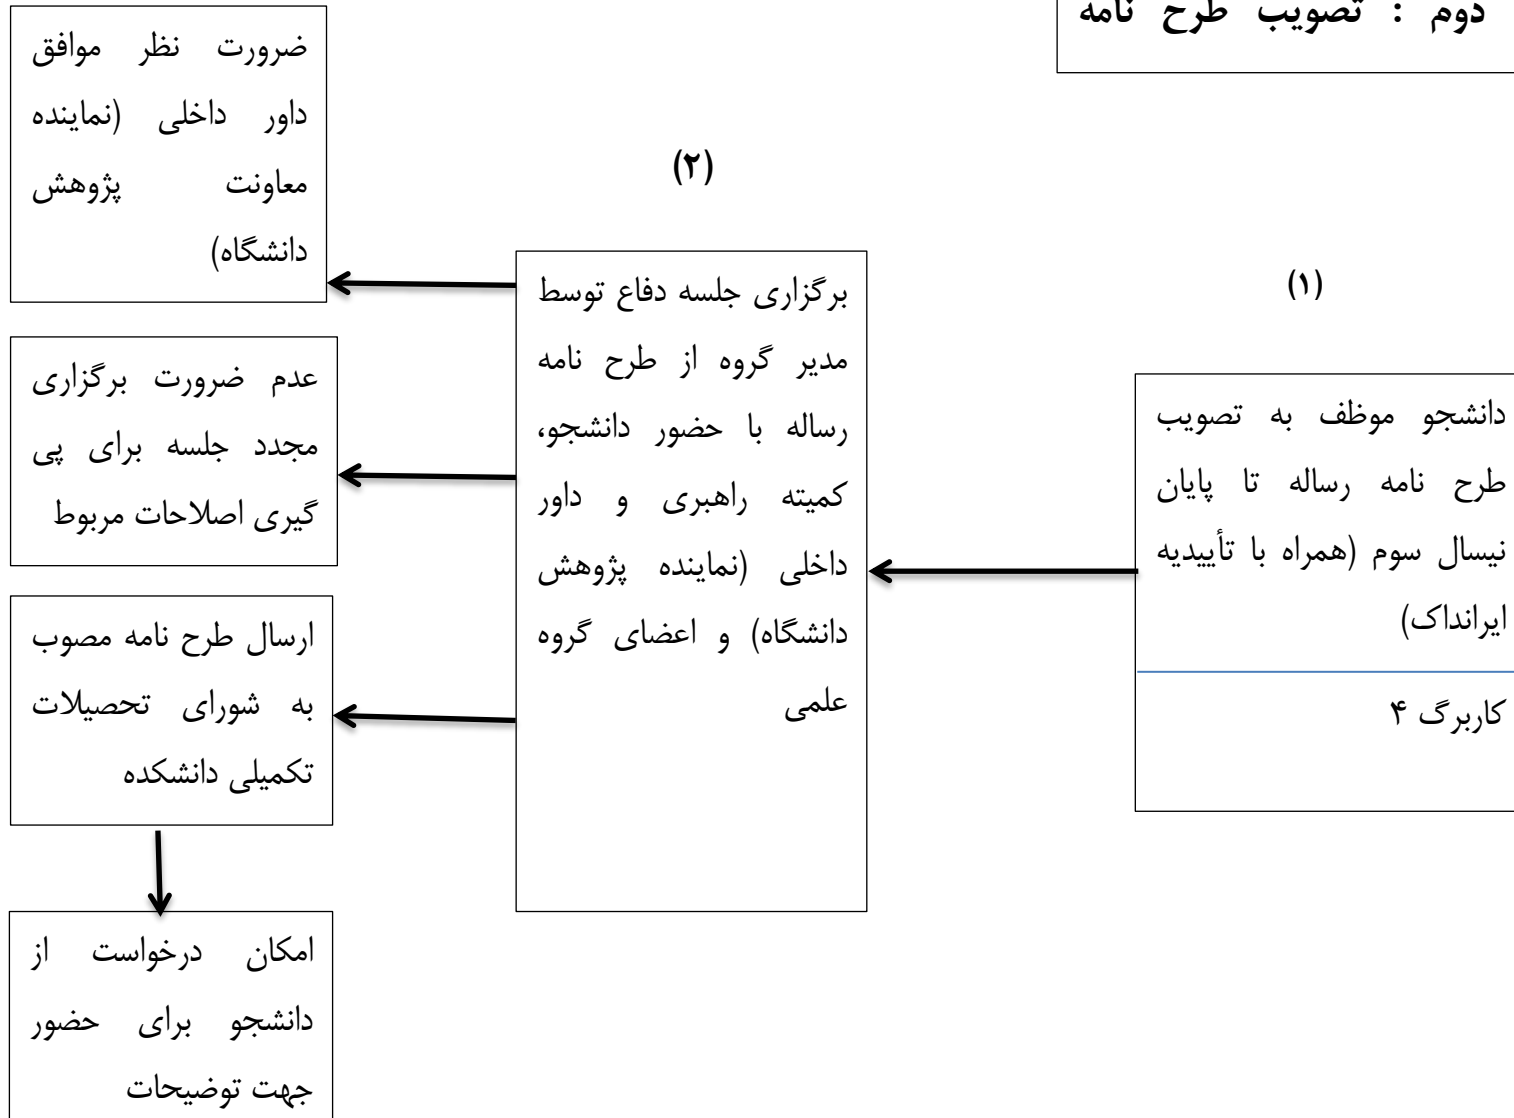 دوم : تصویب طرح نامه
(۱)
دانشجو موظف به تصویب
طرح نامه رساله تا پایان
نیسال سوم (همراه با تأییدیه
ایرانداک)
کاربرگ ۴
(۲)
برگزاری جلسه دفاع توسط
مدیر گروه از طرح نامه
رساله با حضور دانشجو،
کمیته راهبری و داور
داخلی (نماینده پژوهش
دانشگاه) و اعضای گروه
علمی
ضرورت نظر موافق
داور داخلی (نماینده
معاونت پژوهش
دانشگاه)
عدم ضرورت برگزاری
مجدد جلسه برای پی
گیری اصلاحات مربوط
ارسال طرح نامه مصوب
به شورای تحصیلات
تکمیلی دانشکده
امکان درخواست از
دانشجو برای حضور
جهت توضیحات